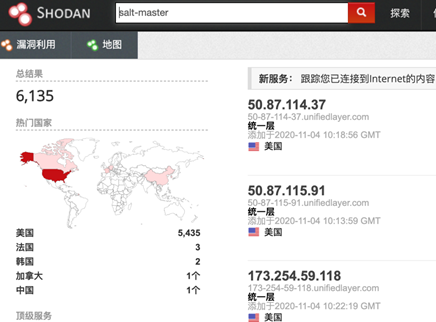 SHODAN
salt-master
探索
漏洞利用
地图
总结果
6,135
热门国家
美国 5,435
法国 3
韩国 2
加拿大 1个
中国 1个
顶级服务
新服务： 跟踪您已连接到Internet的内容
50.87.114.37
50-87-114-37.unifiedlayer.com
统一层
添加于2020-11-04 10:18:56 GMT
美国
50.87.115.91
50-87-115-91.unifiedlayer.com
统一层
添加于2020-11-04 10:13:59 GMT
美国
173.254.59.118
173-254-59-118.unifiedlayer.com
统一层
添加于2020-11-04 10:22:19 GMT
美国